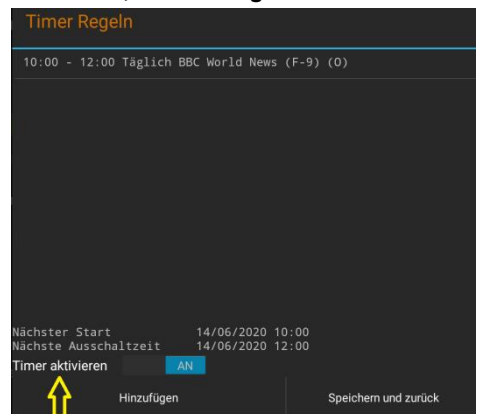 Timer Regeln
10:00 - 12:00 Täglich BBC World News (F-9) (O)
Nächster Start 14/06/2020 10:00
Nächste Ausschaltzeit 14/06/2020 12:00
Timer aktivieren AN
Hinzufügen Speichern und zurück